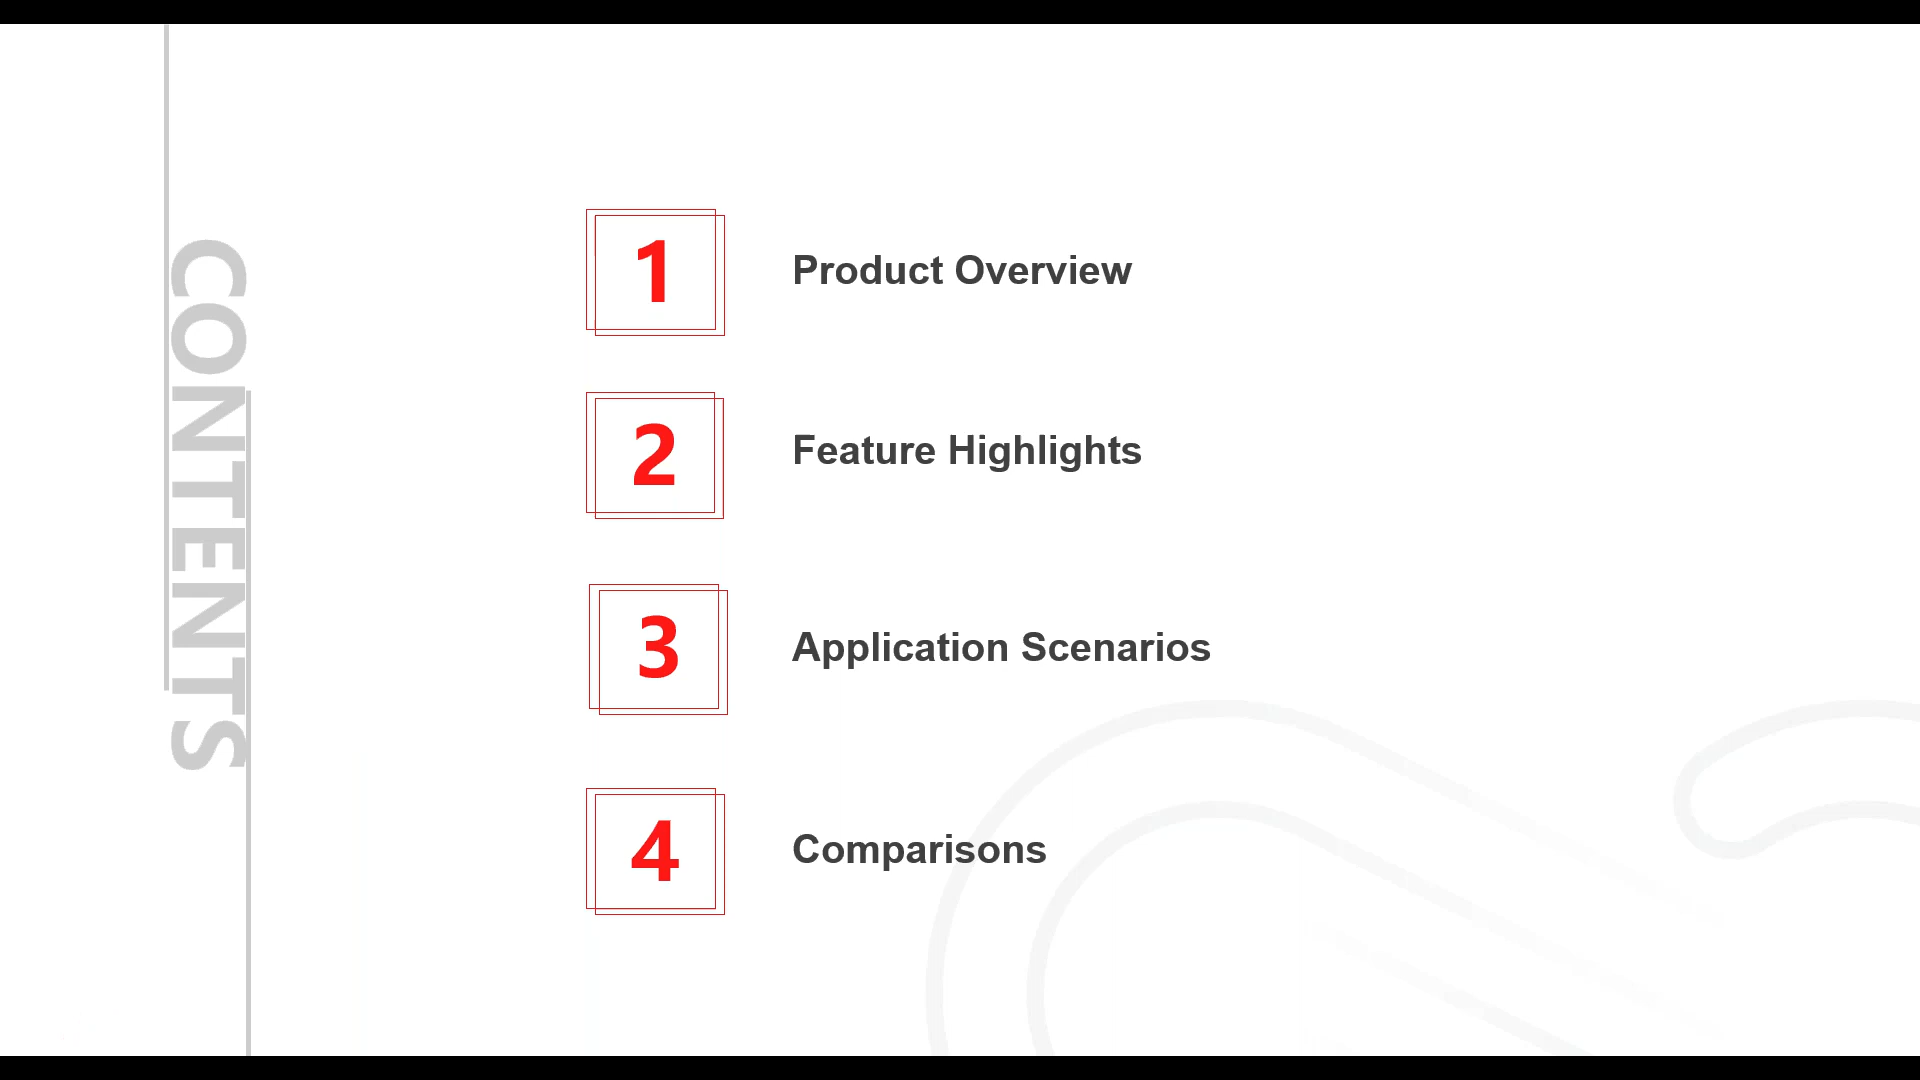 CONTENTS
1 Product Overview
2 Feature Highlights
3 Application Scenarios
4 Comparisons